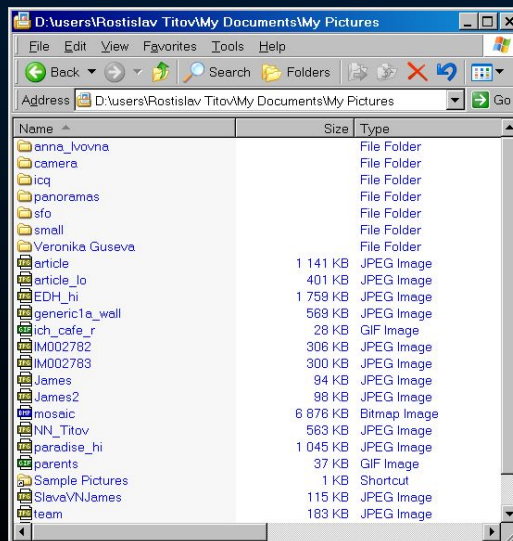 D:\users\Rostislav Titov\My Documents\My Pictures
File Edit View Favorites Tools Help
Back Search Folders
Address D:\users\Rostislav Titov\My Documents\My Pictures Go
Name Size Type
anna_lvovna File Folder
camera File Folder
icq File Folder
panoramas File Folder
sfo File Folder
small File Folder
Veronika Guseva File Folder
article 1 141 KB JPEG Image
article_lo 401 KB JPEG Image
EDH_hi 1 759 KB JPEG Image
generic1a_wall 569 KB JPEG Image
ich_cafe_r 28 KB GIF Image
IM002782 306 KB JPEG Image
IM002783 300 KB JPEG Image
James 94 KB JPEG Image
James2 98 KB JPEG Image
mosaic 6 876 KB Bitmap Image
NN_Titov 563 KB JPEG Image
paradise_hi 1 045 KB JPEG Image
parents 37 KB GIF Image
Sample Pictures 1 KB Shortcut
SlavaVNJames 115 KB JPEG Image
team 183 KB JPEG Image